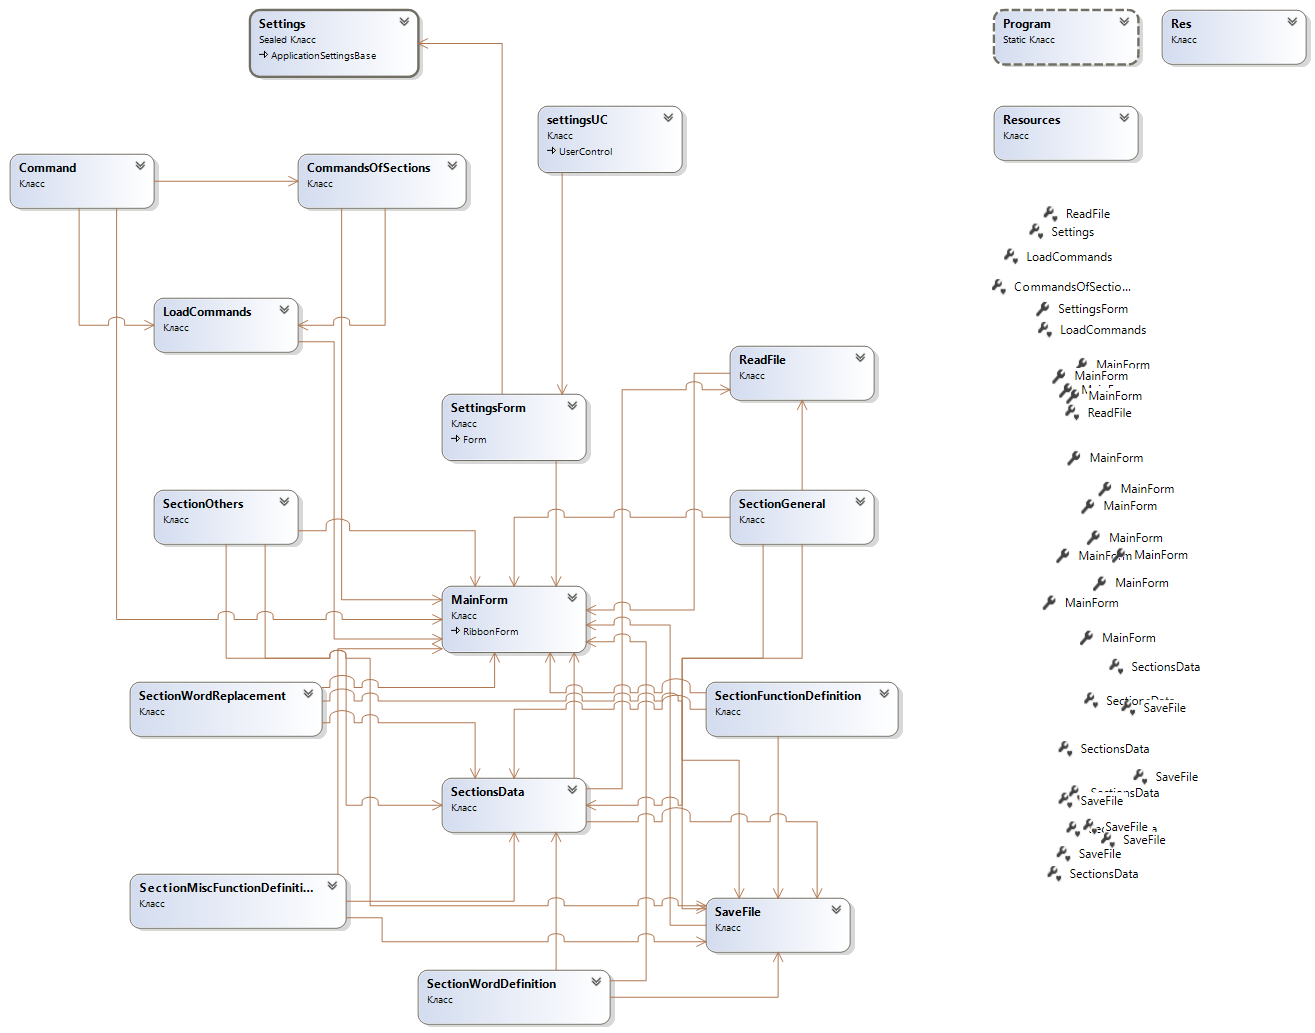 Settings
Sealed Класс
ApplicationSettingsBase
Program
Static Класс
Res
Класс
settingsUC
Класс
UserControl
Resources
Класс
Command
Класс
CommandsOfSections
Класс
ReadFile
Settings
LoadCommands
CommandsOfSectio...
LoadCommands
Класс
SettingsForm
LoadCommands
ReadFile
Класс
MainForm
MainForm
MainForm
ReadFile
SettingsForm
Класс
Form
MainForm
SectionOthers
Класс
SectionGeneral
Класс
MainForm
MainForm
MainForm
MainForm
MainForm
MainForm
MainForm
MainForm
Класс
RibbonForm
MainForm
SectionsData
SectionWordReplacement
Класс
SectionFunctionDefinition
Класс
SectionsData
SaveFile
SectionsData
SaveFile
SectionsData
Класс
SectionsData
SaveFile
SaveFile
SaveFile
SaveFile
SectionsData
SectionMiscFunctionDefiniti...
Класс
SaveFile
Класс
SectionWordDefinition
Класс